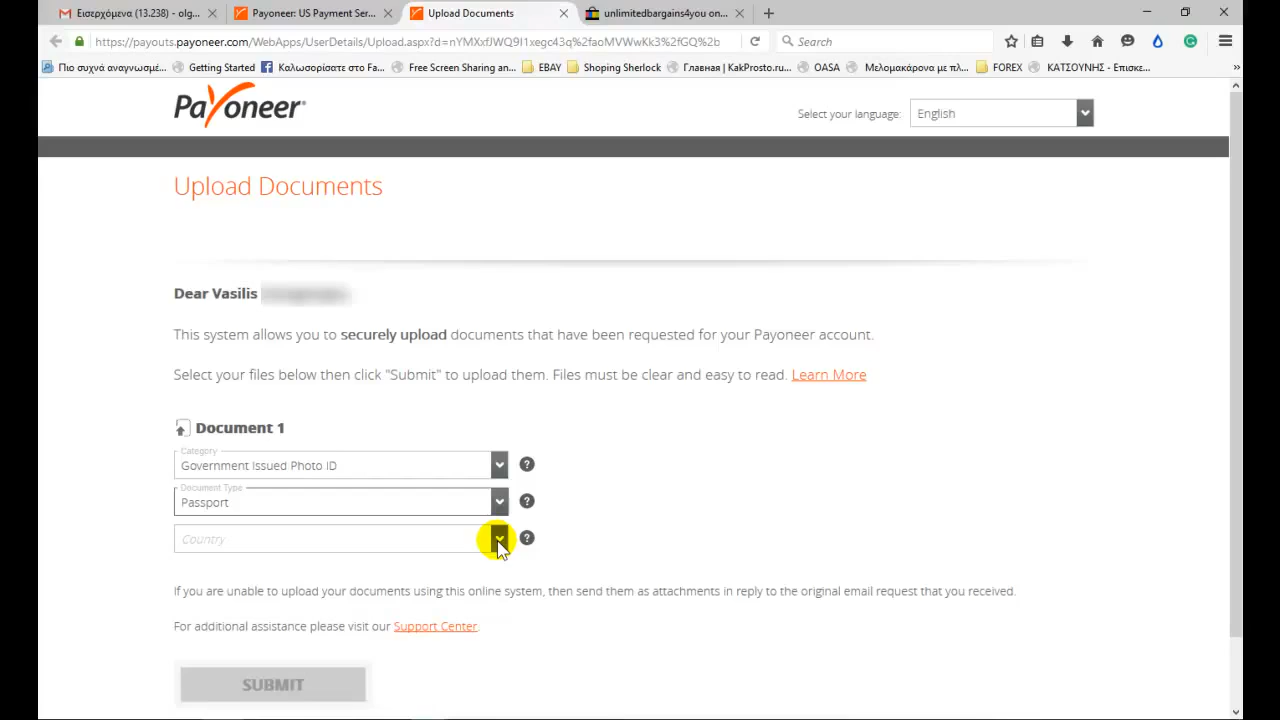 Εισερχόμενα (13.238) - olg...
Payoneer: US Payment Ser...
Upload Documents
unlimitedbargains4you on...
https://payouts.payoneer.com/WebApps/UserDetails/Upload.aspx?d=nYMXxfJWQ9I1xegc43q%2faoMVWwKk3%2fGQ%2b
Search
Πιο συχνά αναγνωσμέ...
Getting Started
Καλωσορίσατε στο Fa...
Free Screen Sharing an...
EBAY
Shoping Sherlock
Главная | KakProsto.ru...
OASA
Μελομακάρονα με πλ...
FOREX
ΚΑΤΣΟΥΝΗΣ - Επισκε...
Payoneer
Select your language:
English
Upload Documents
Dear Vasilis
This system allows you to securely upload documents that have been requested for your Payoneer account.
Select your files below then click "Submit" to upload them. Files must be clear and easy to read. Learn More
Document 1
Category
Government Issued Photo ID
?
Document Type
Passport
?
Country
?
If you are unable to upload your documents using this online system, then send them as attachments in reply to the original email request that you received.
For additional assistance please visit our Support Center.
SUBMIT